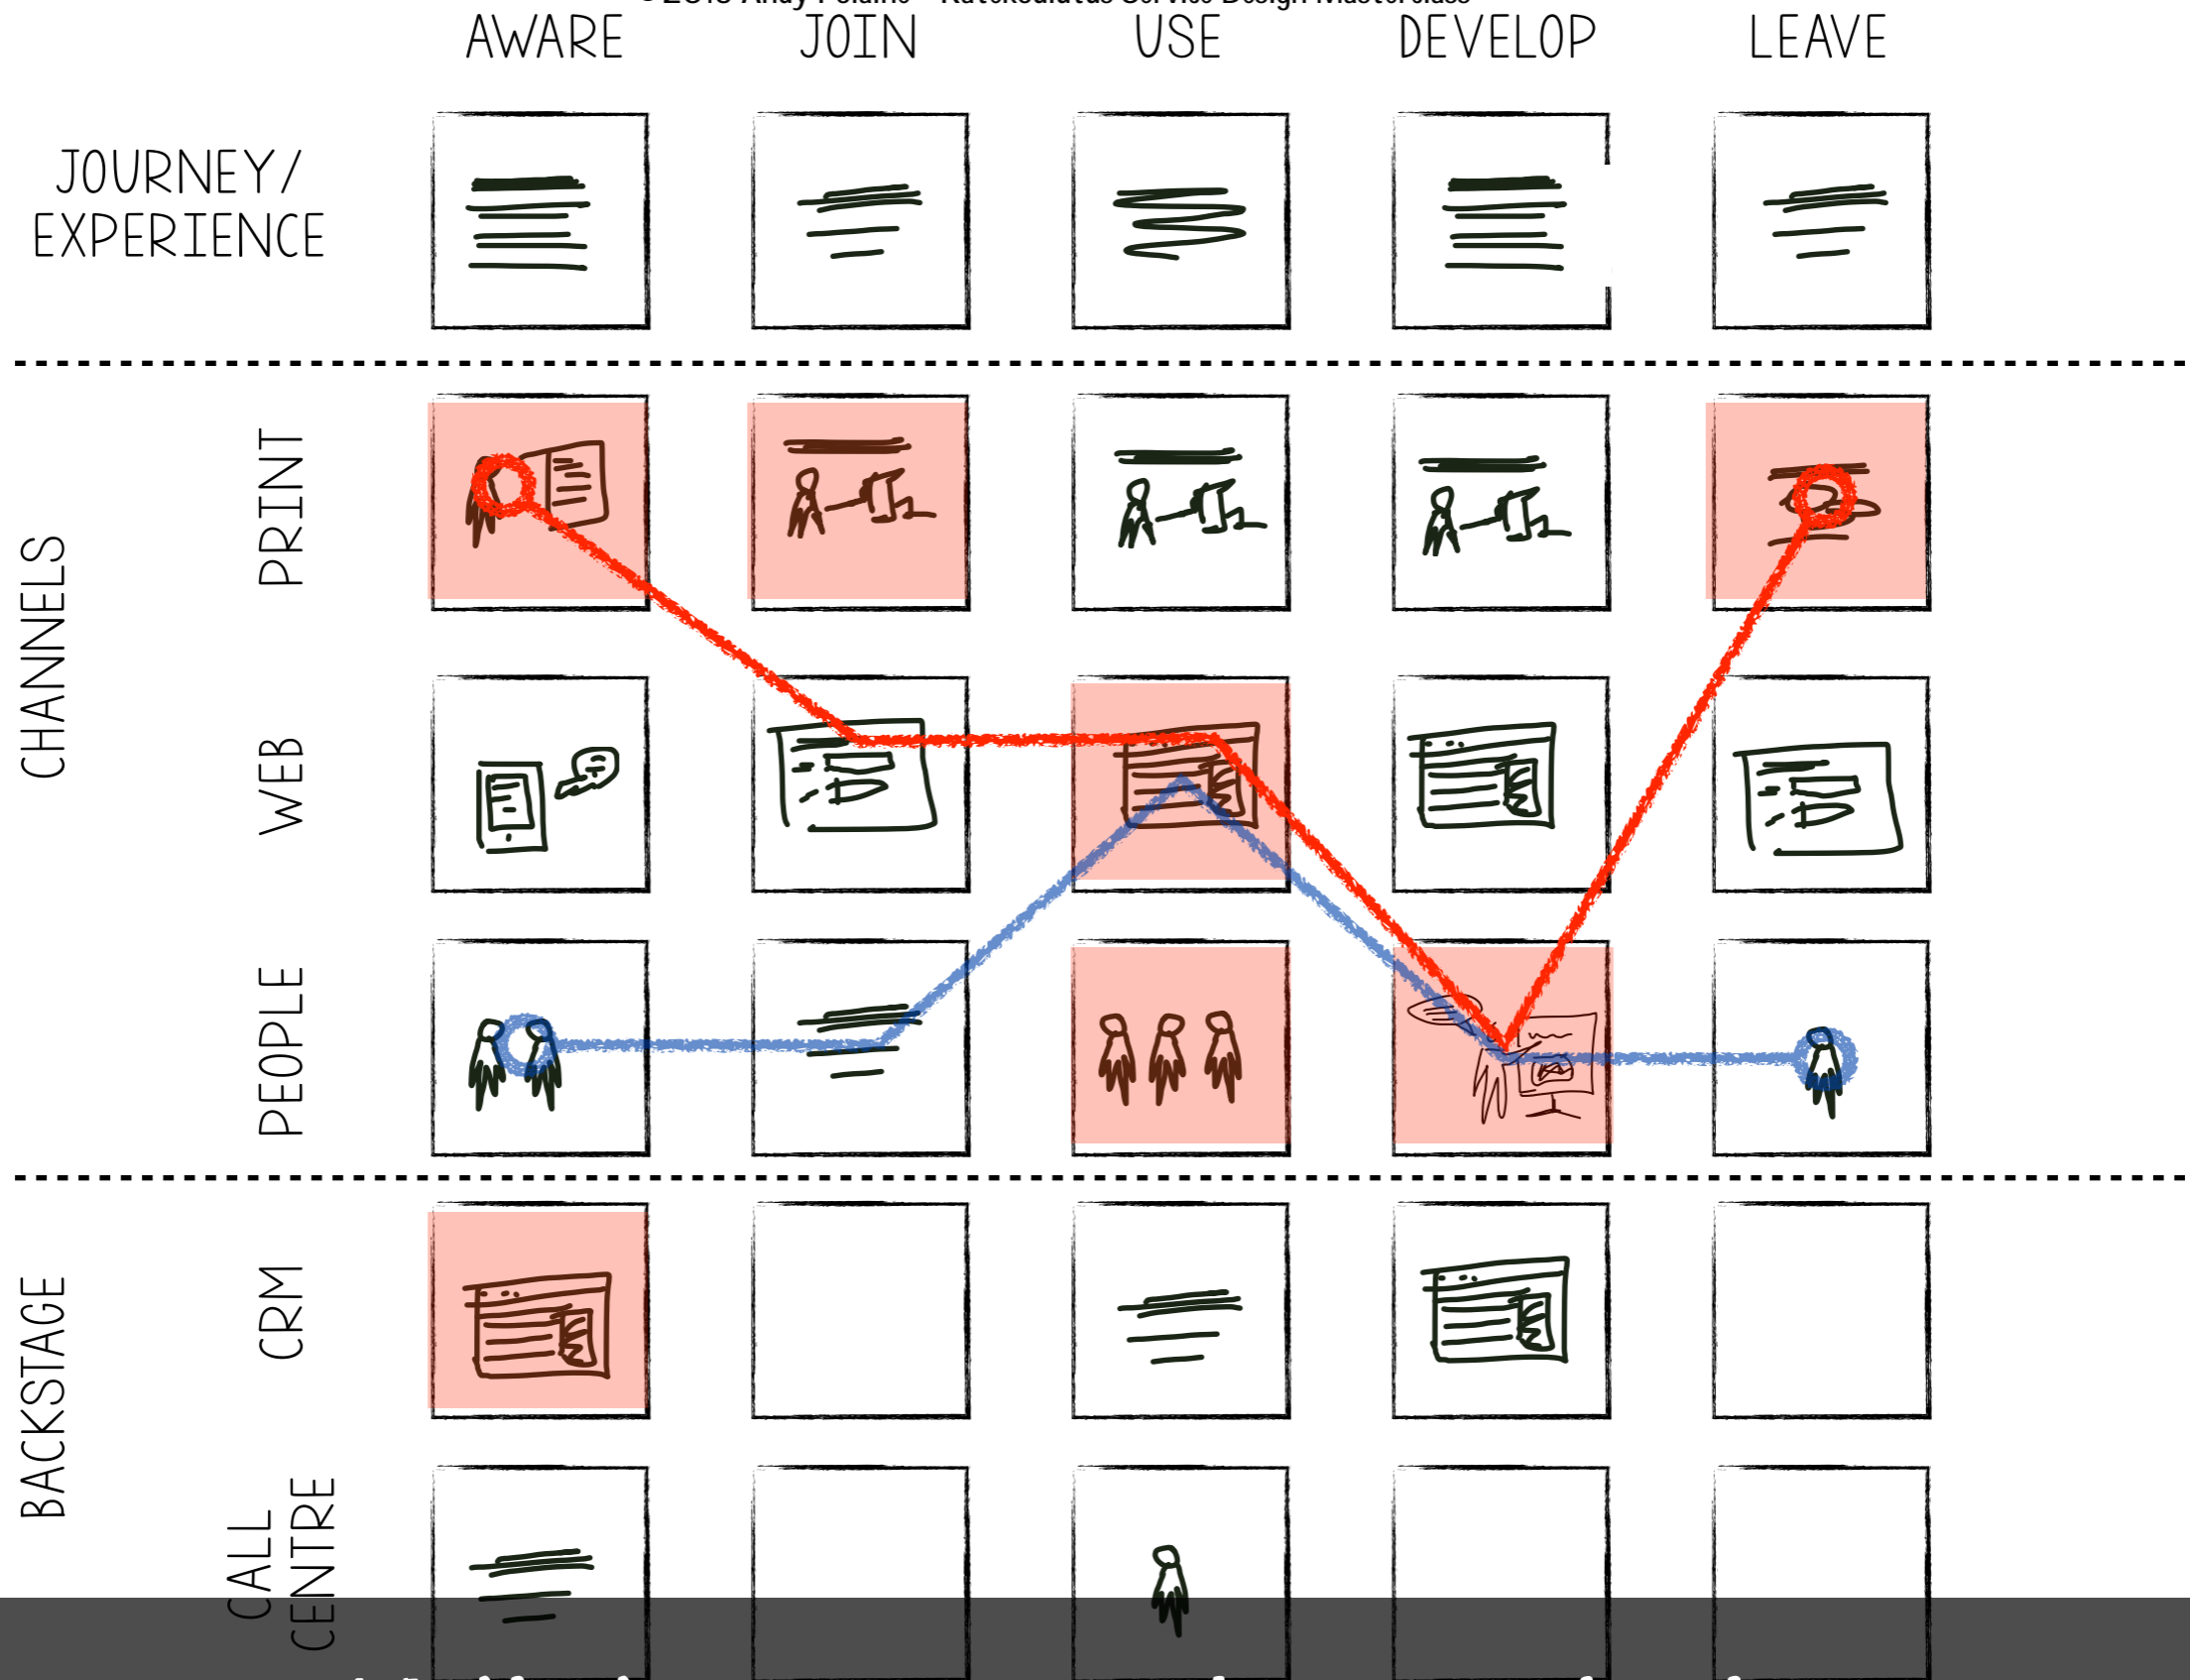 AWARE JOIN USE DEVELOP LEAVE
JOURNEY/
EXPERIENCE
CHANNELS
PRINT
WEB
PEOPLE
BACKSTAGE
CRM
CALL
CENTRE